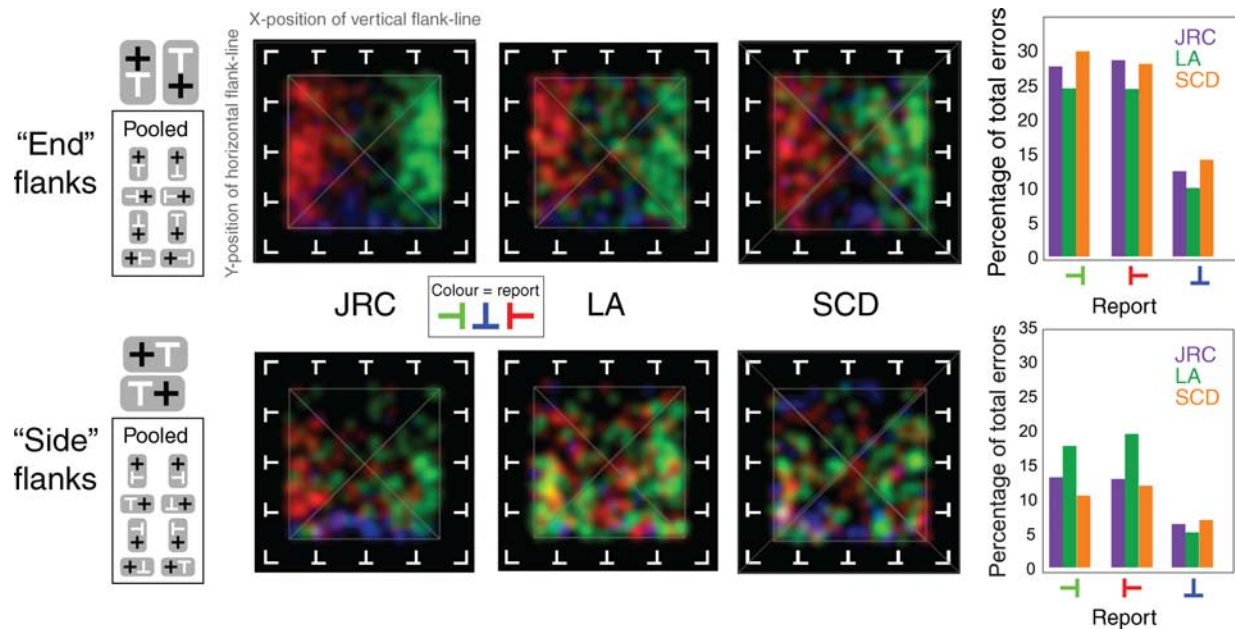 X-position of vertical flank-line
Y-position of horizontal flank-line
"End"
flanks
Pooled
JRC
LA
SCD
Colour = report
Percentage of total errors
30
25
20
15
10
5
0
JRC
LA
SCD
Report
"Side"
flanks
Pooled
Percentage of total errors
35
30
25
20
15
10
5
0
JRC
LA
SCD
Report